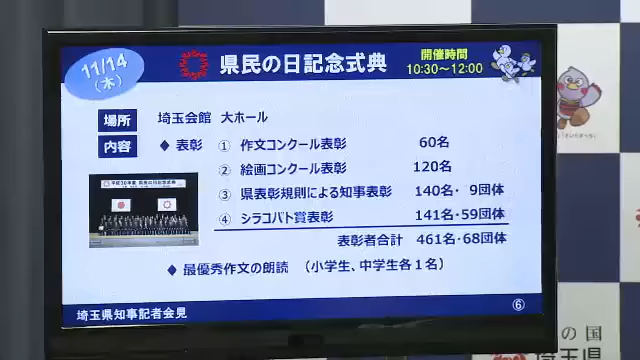 11/14
(木)
県民の日記念式典
開催時間
10:30～12:00
場所 埼玉会館 大ホール
内容 ◆ 表彰 ① 作文コンクール表彰 60名
② 絵画コンクール表彰 120名
③ 県表彰規則による知事表彰 140名・ 9団体
④ シラコバト賞表彰 141名・59団体
表彰者合計 461名・68団体
◆ 最優秀作文の朗読 （小学生、中学生各１名）
埼玉県知事記者会見 ⑥
の国
埼玉県